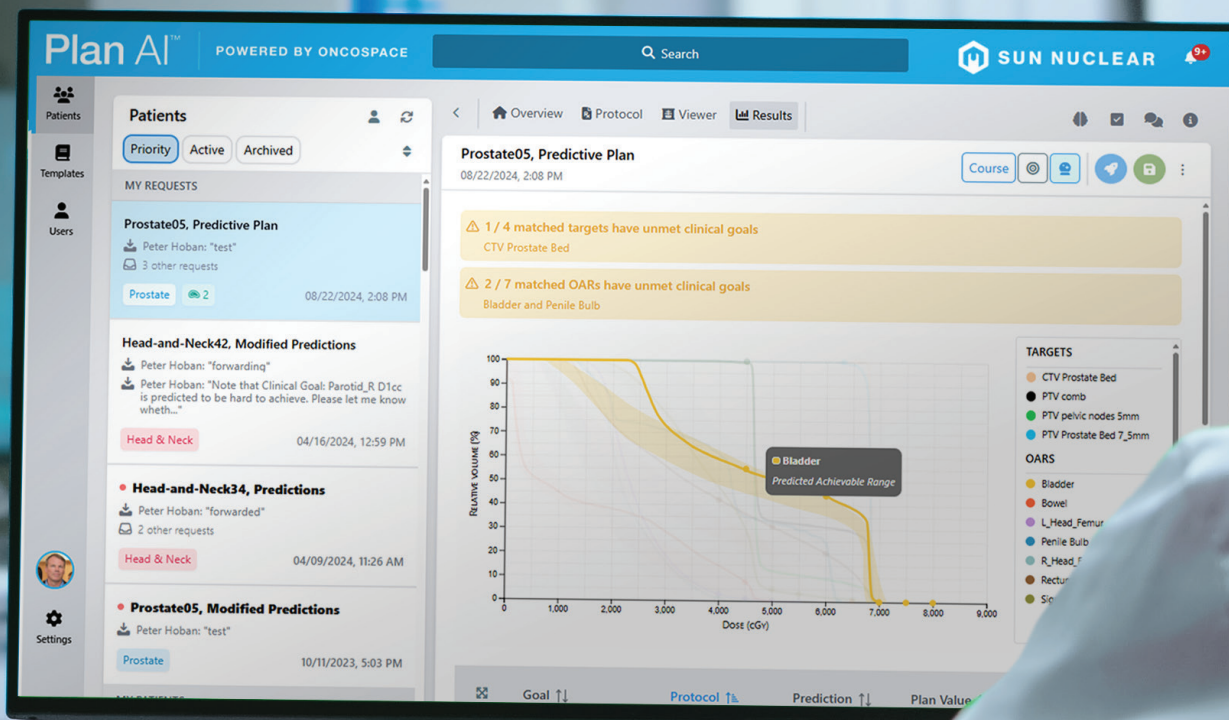 Plan AI™
POWERED BY ONCOSPACE
Search
SUN NUCLEAR
9+
Patients
Templates
Users
Settings
Patients
Priority
Active
Archived
MY REQUESTS
Prostate05, Predictive Plan
Peter Hoban: "test"
3 other requests
Prostate
2
08/22/2024, 2:08 PM
Head-and-Neck42, Modified Predictions
Peter Hoban: "forwarding"
Peter Hoban: "Note that Clinical Goal: Parotid_R D1cc
is predicted to be hard to achieve. Please let me know
wheth..."
Head & Neck
04/16/2024, 12:59 PM
Head-and-Neck34, Predictions
Peter Hoban: "forwarded"
2 other requests
Head & Neck
04/09/2024, 11:26 AM
Prostate05, Modified Predictions
Peter Hoban: "test"
Prostate
10/11/2023, 5:03 PM
Overview
Protocol
Viewer
Results
Prostate05, Predictive Plan
08/22/2024, 2:08 PM
Course
1 / 4 matched targets have unmet clinical goals
CTV Prostate Bed
2 / 7 matched OARs have unmet clinical goals
Bladder and Penile Bulb
RELATIVE VOLUME (%)
100
90
80
70
60
50
40
30
20
10
0
0
1,000
2,000
3,000
4,000
5,000
6,000
7,000
8,000
9,000
Dose (cGy)
Bladder
Predicted Achievable Range
TARGETS
CTV Prostate Bed
PTV comb
PTV pelvic nodes 5mm
PTV Prostate Bed 7_5mm
OARS
Bladder
Bowel
L_Head_Femur
Penile Bulb
R_Head_F
Rectu
Goal
Protocol
Prediction
Plan Value